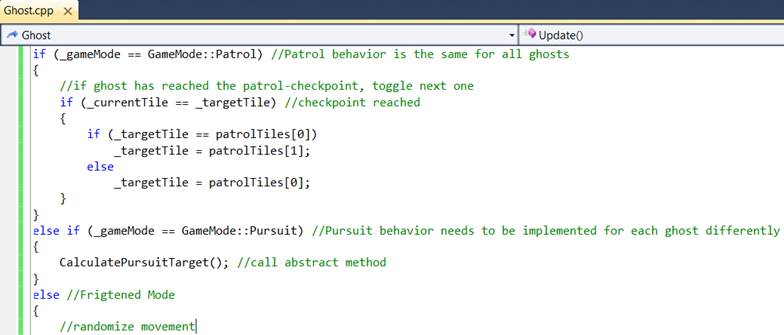 Ghost.cpp ×
Ghost Update()
if (_gameMode == GameMode::Patrol) //Patrol behavior is the same for all ghosts
{
//if ghost has reached the patrol-checkpoint, toggle next one
if (_currentTile == _targetTile) //checkpoint reached
{
if (_targetTile == patrolTiles[0])
_targetTile = patrolTiles[1];
else
_targetTile = patrolTiles[0];
}
}
else if (_gameMode == GameMode::Pursuit) //Pursuit behavior needs to be implemented for each ghost differently
{
CalculatePursuitTarget(); //call abstract method
}
else //Frigtened Mode
{
//randomize movement